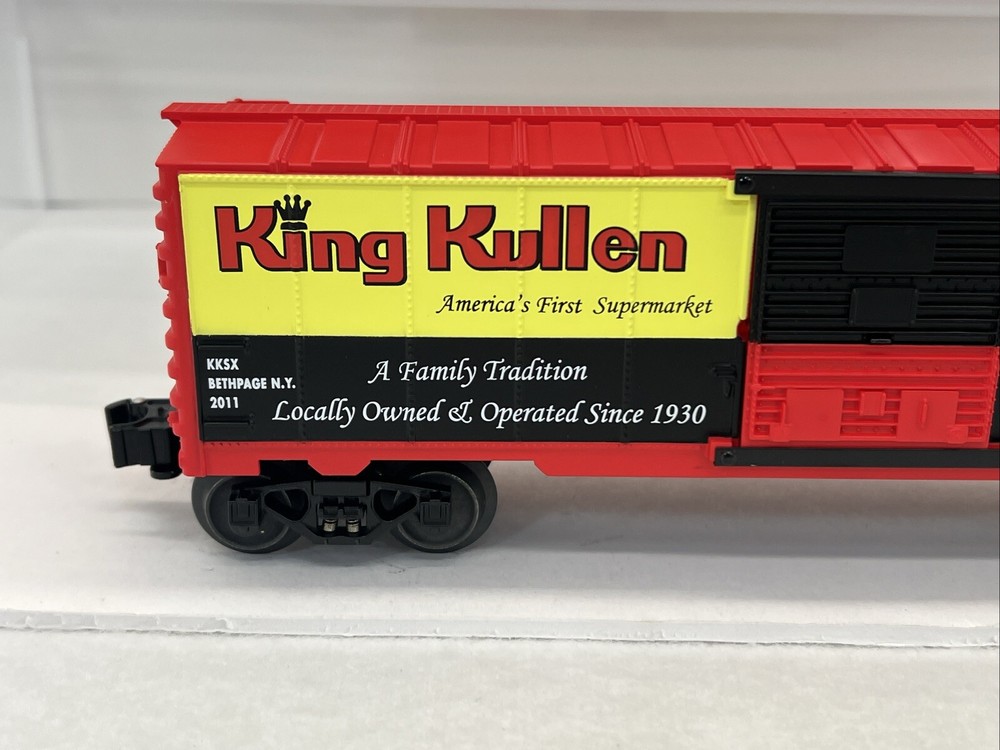 King Kullen
America's First Supermarket
A Family Tradition
Locally Owned & Operated Since 1930
KKSX
BETHPAGE N.Y.
2011